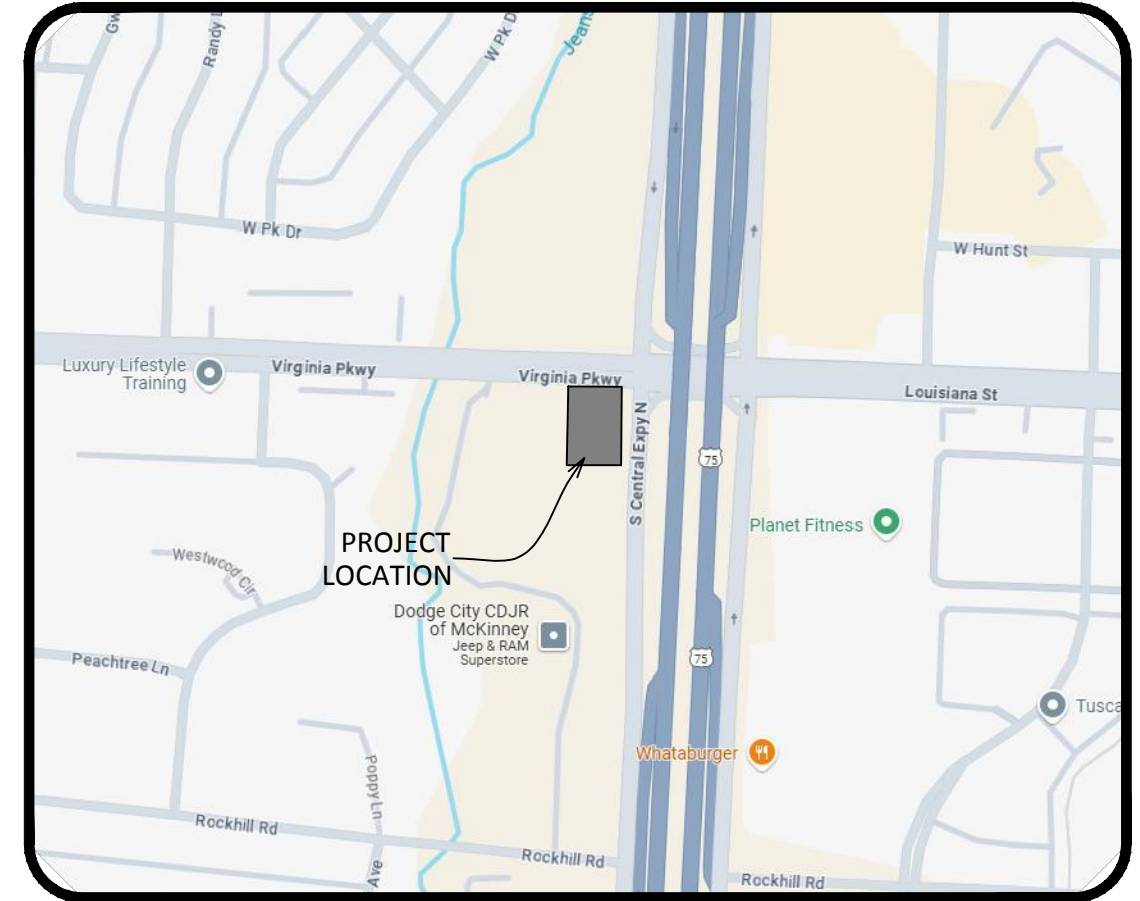 Randy
W Pk D
Jeans
W Pk Dr
W Hunt St
Luxury Lifestyle
Training
Virginia Pkwy
Virginia Pkwy
Louisiana St
S Central Expy N
75
Planet Fitness
PROJECT
LOCATION
Westwood Cir
Dodge City CDJR
of McKinney
Jeep & RAM
Superstore
Peachtree Ln
75
Tusca
Whataburger
Poppy Ln
Rockhill Rd
Rockhill Rd
Ave
Rockhill Rd